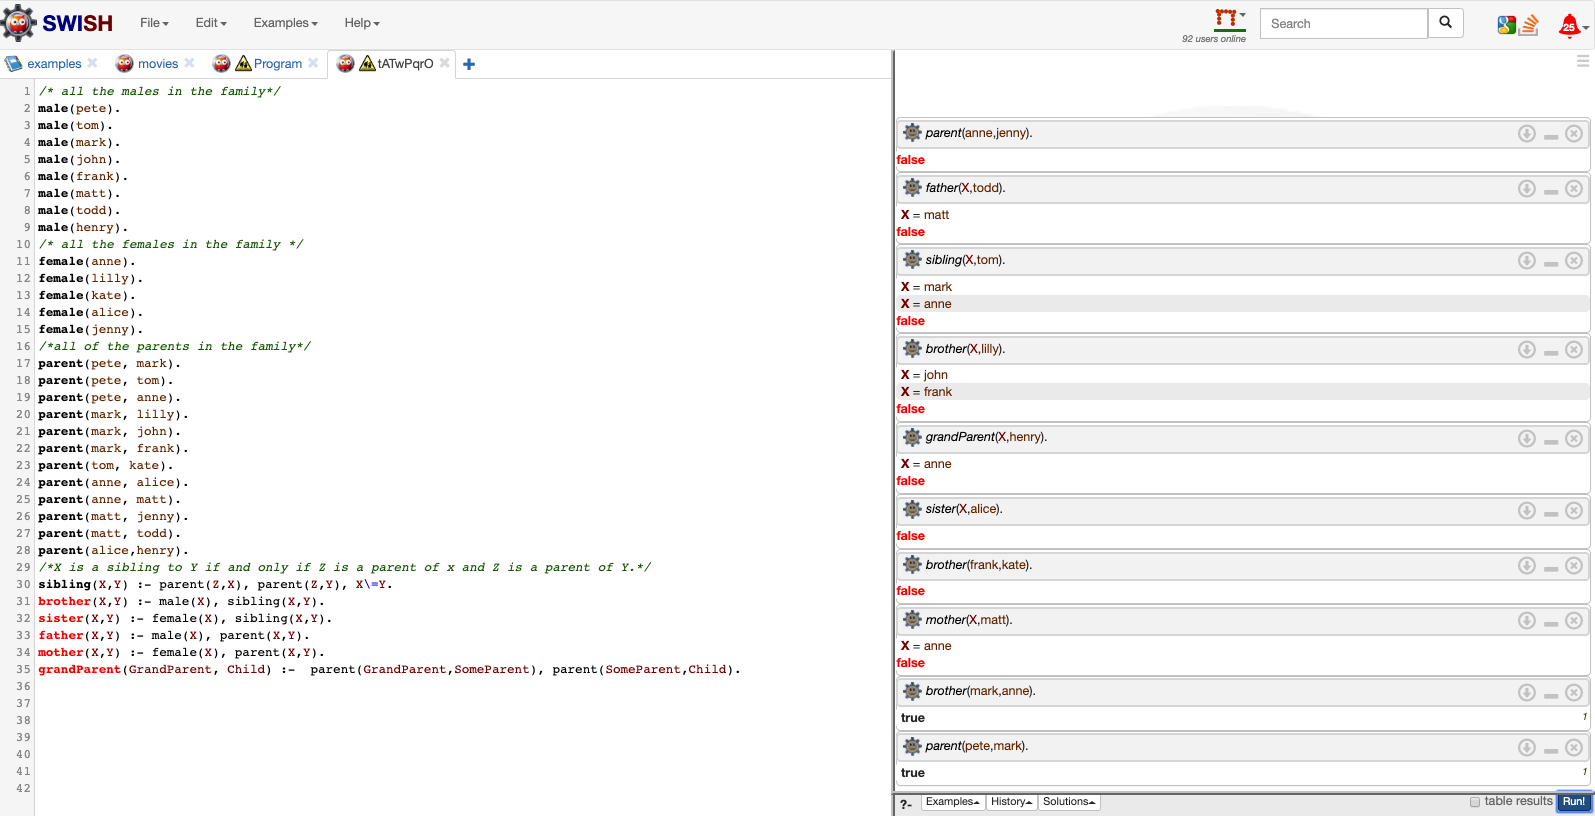 SWISH File Edit Examples Help 92 users online Search 25
examples movies Program tATwPqrO
1 /* all the males in the family*/
2 male(pete).
3 male(tom).
4 male(mark).
5 male(john).
6 male(frank).
7 male(matt).
8 male(todd).
9 male(henry).
10 /* all the females in the family */
11 female(anne).
12 female(lilly).
13 female(kate).
14 female(alice).
15 female(jenny).
16 /*all of the parents in the family*/
17 parent(pete, mark).
18 parent(pete, tom).
19 parent(pete, anne).
20 parent(mark, lilly).
21 parent(mark, john).
22 parent(mark, frank).
23 parent(tom, kate).
24 parent(anne, alice).
25 parent(anne, matt).
26 parent(matt, jenny).
27 parent(matt, todd).
28 parent(alice,henry).
29 /*X is a sibling to Y if and only if Z is a parent of x and Z is a parent of Y.*/
30 sibling(X,Y) :- parent(Z,X), parent(Z,Y), X\=Y.
31 brother(X,Y) :- male(X), sibling(X,Y).
32 sister(X,Y) :- female(X), sibling(X,Y).
33 father(X,Y) :- male(X), parent(X,Y).
34 mother(X,Y) :- female(X), parent(X,Y).
35 grandParent(GrandParent, Child) :-  parent(GrandParent,SomeParent), parent(SomeParent,Child).
36
37
38
39
40
41
42
parent(anne,jenny).
false
father(X,todd).
X = matt
false
sibling(X,tom).
X = mark
X = anne
false
brother(X,lilly).
X = john
X = frank
false
grandParent(X,henry).
X = anne
false
sister(X,alice).
false
brother(frank,kate).
false
mother(X,matt).
X = anne
false
brother(mark,anne).
true 1
parent(pete,mark).
true 1
?- Examples History Solutions table results Run!